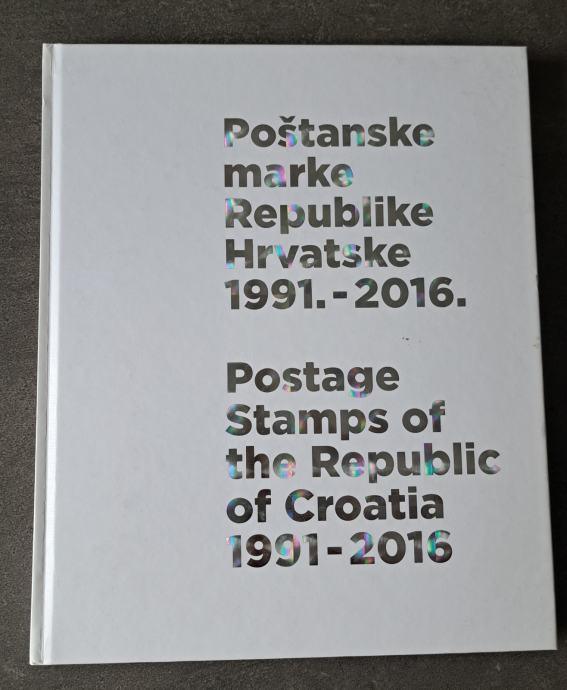 Poštanske
marke
Republike
Hrvatske
1991.-2016.
Postage
Stamps of
the Republic
of Croatia
1991-2016